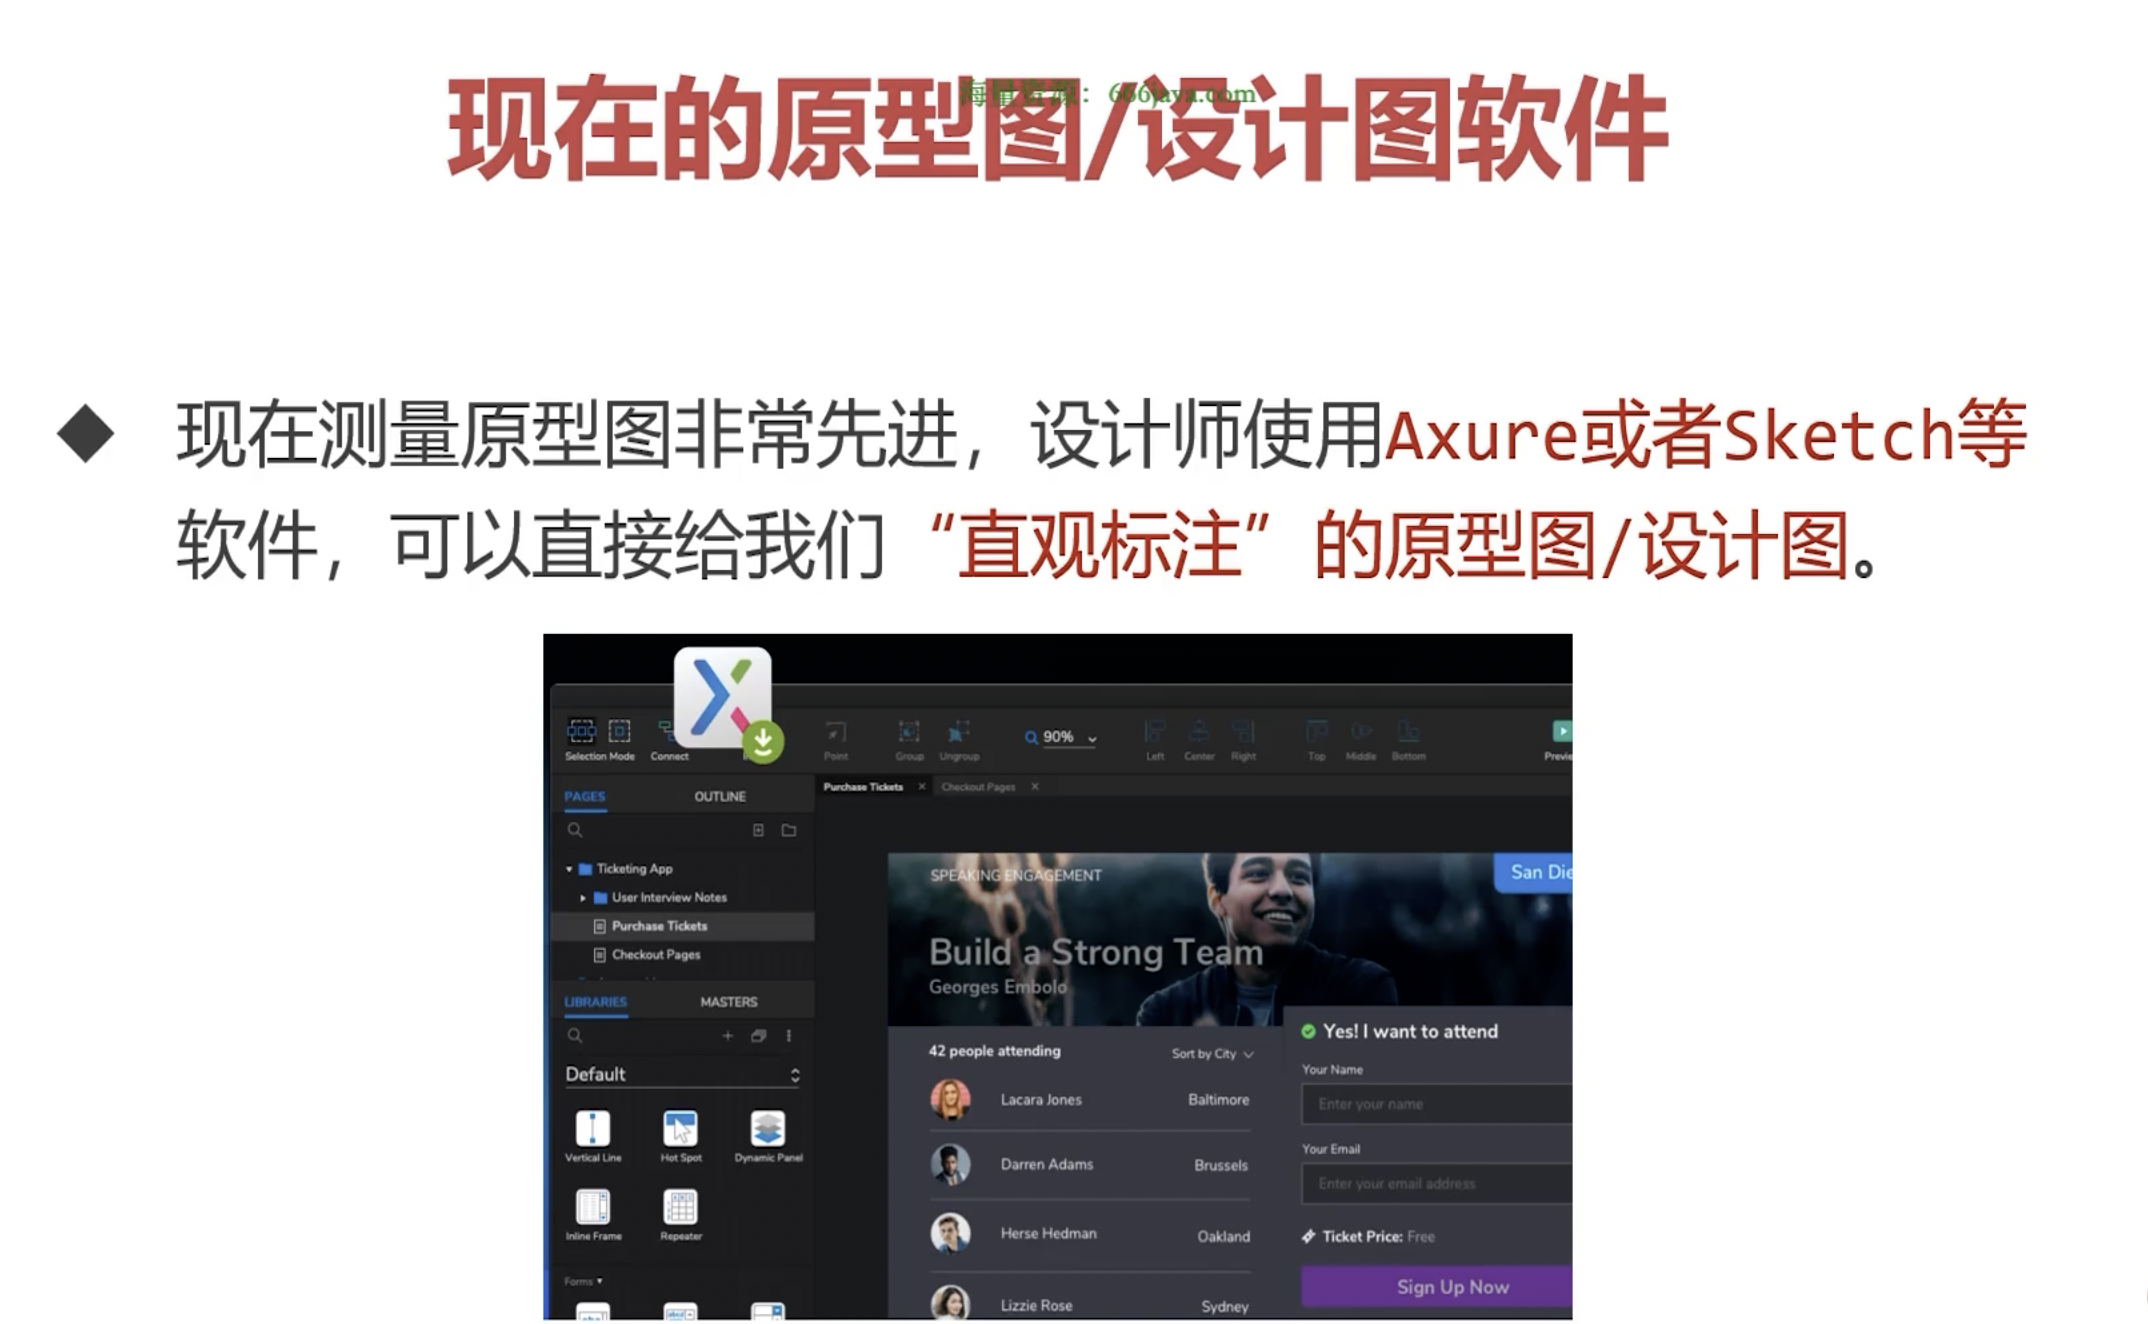 现在的原型图/设计图软件
海量资源：666java.com
现在测量原型图非常先进，设计师使用Axure或者Sketch等
软件，可以直接给我们“直观标注”的原型图/设计图。
Selection Mode
Connect
Point
Group
Ungroup
90%
Left
Center
Right
Top
Middle
Bottom
Previe
PAGES
OUTLINE
Purchase Tickets
Checkout Pages
Ticketing App
User Interview Notes
Purchase Tickets
Checkout Pages
LIBRARIES
MASTERS
Default
Vertical Line
Hot Spot
Dynamic Panel
Inline Frame
Repeater
Forms
SPEAKING ENGAGEMENT
San Die
Build a Strong Team
Georges Embolo
42 people attending
Sort by City
Lacara Jones
Baltimore
Darren Adams
Brussels
Herse Hedman
Oakland
Lizzie Rose
Sydney
Yes! I want to attend
Your Name
Enter your name
Your Email
Enter your email address
Ticket Price: Free
Sign Up Now